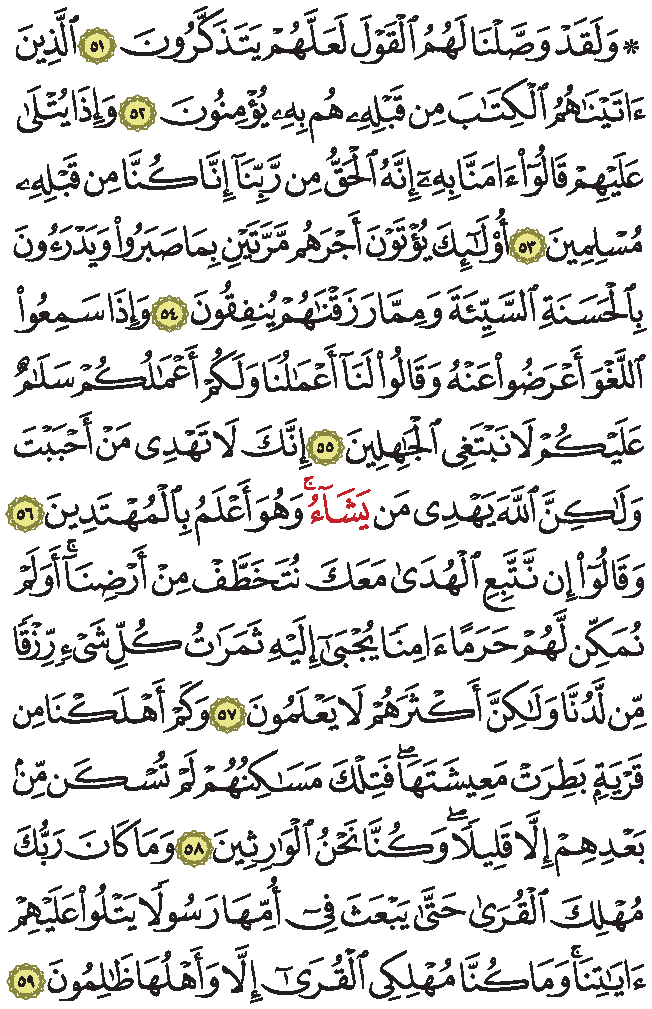 * وَلَقَدْ وَصَّلْنَا لَهُمُ ٱلْقَوْلَ لَعَلَّهُمْ يَتَذَكَّرُونَ ٥١ ٱلَّذِينَ
ءَاتَيْنَٰهُمُ ٱلْكِتَٰبَ مِن قَبْلِهِۦ هُم بِهِۦ يُؤْمِنُونَ ٥٢ وَإِذَا يُتْلَىٰ
عَلَيْهِمْ قَالُوٓا۟ ءَامَنَّا بِهِۦٓ إِنَّهُ ٱلْحَقُّ مِن رَّبِّنَآ إِنَّا كُنَّا مِن قَبْلِهِۦ
مُسْلِمِينَ ٥٣ أُو۟لَٰٓئِكَ يُؤْتَوْنَ أَجْرَهُم مَّرَّتَيْنِ بِمَا صَبَرُوا۟ وَيَدْرَءُونَ
بِٱلْحَسَنَةِ ٱلسَّيِّئَةَ وَمِمَّا رَزَقْنَٰهُمْ يُنفِقُونَ ٥٤ وَإِذَا سَمِعُوا۟
ٱللَّغْوَ أَعْرَضُوا۟ عَنْهُ وَقَالُوا۟ لَنَآ أَعْمَٰلُنَا وَلَكُمْ أَعْمَٰلُكُمْ سَلَٰمٌ
عَلَيْكُمْ لَا نَبْتَغِى ٱلْجَٰهِلِينَ ٥٥ إِنَّكَ لَا تَهْدِى مَنْ أَحْبَبْتَ
وَلَٰكِنَّ ٱللَّهَ يَهْدِى مَن يَشَآءُ ۚ وَهُوَ أَعْلَمُ بِٱلْمُهْتَدِينَ ٥٦
وَقَالُوٓا۟ إِن نَّتَّبِعِ ٱلْهُدَىٰ مَعَكَ نُتَخَطَّفْ مِنْ أَرْضِنَآ ۚ أَوَلَمْ
نُمَكِّن لَّهُمْ حَرَمًا ءَامِنًا يُجْبَىٰٓ إِلَيْهِ ثَمَرَٰتُ كُلِّ شَىْءٍ رِّزْقًا
مِّن لَّدُنَّا وَلَٰكِنَّ أَكْثَرَهُمْ لَا يَعْلَمُونَ ٥٧ وَكَمْ أَهْلَكْنَا مِن
قَرْيَةٍۭ بَطِرَتْ مَعِيشَتَهَا ۖ فَتِلْكَ مَسَٰكِنُهُمْ لَمْ تُسْكَن مِّنۢ
بَعْدِهِمْ إِلَّا قَلِيلًا ۖ وَكُنَّا نَحْنُ ٱلْوَٰرِثِينَ ٥٨ وَمَا كَانَ رَبُّكَ
مُهْلِكَ ٱلْقُرَىٰ حَتَّىٰ يَبْعَثَ فِىٓ أُمِّهَا رَسُولًا يَتْلُوا۟ عَلَيْهِمْ
ءَايَٰتِنَا ۚ وَمَا كُنَّا مُهْلِكِى ٱلْقُرَىٰٓ إِلَّا وَأَهْلُهَا ظَٰلِمُونَ ٥٩